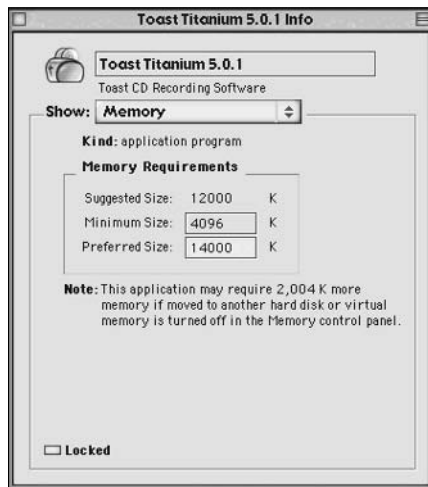 Toast Titanium 5.0.1 Info
Toast Titanium 5.0.1
Toast CD Recording Software
Show: Memory
Kind: application program
Memory Requirements
Suggested Size: 12000 K
Minimum Size: 4096 K
Preferred Size: 14000 K
Note: This application may require 2,004 K more
memory if moved to another hard disk or virtual
memory is turned off in the Memory control panel.
Locked